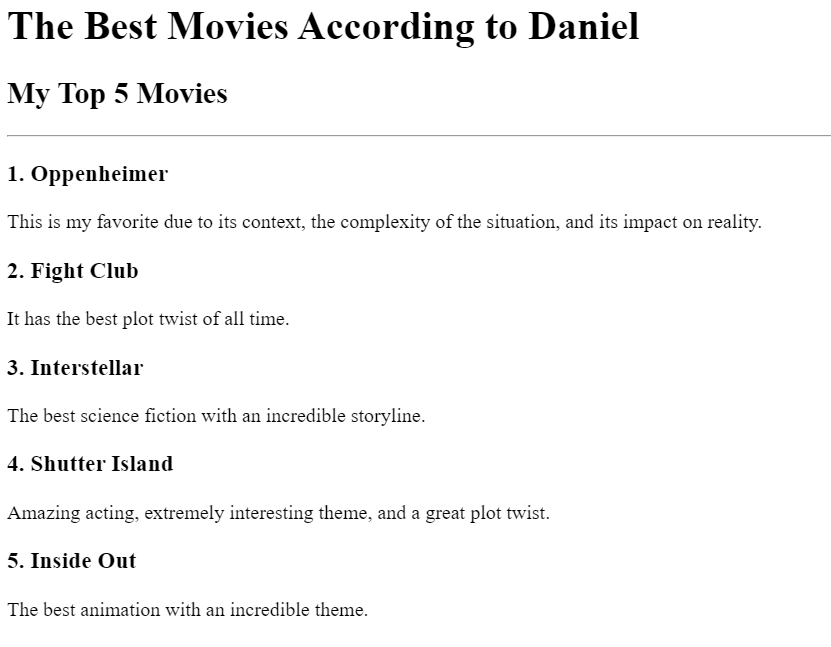 The Best Movies According to Daniel
My Top 5 Movies
1. Oppenheimer
This is my favorite due to its context, the complexity of the situation, and its impact on reality.
2. Fight Club
It has the best plot twist of all time.
3. Interstellar
The best science fiction with an incredible storyline.
4. Shutter Island
Amazing acting, extremely interesting theme, and a great plot twist.
5. Inside Out
The best animation with an incredible theme.